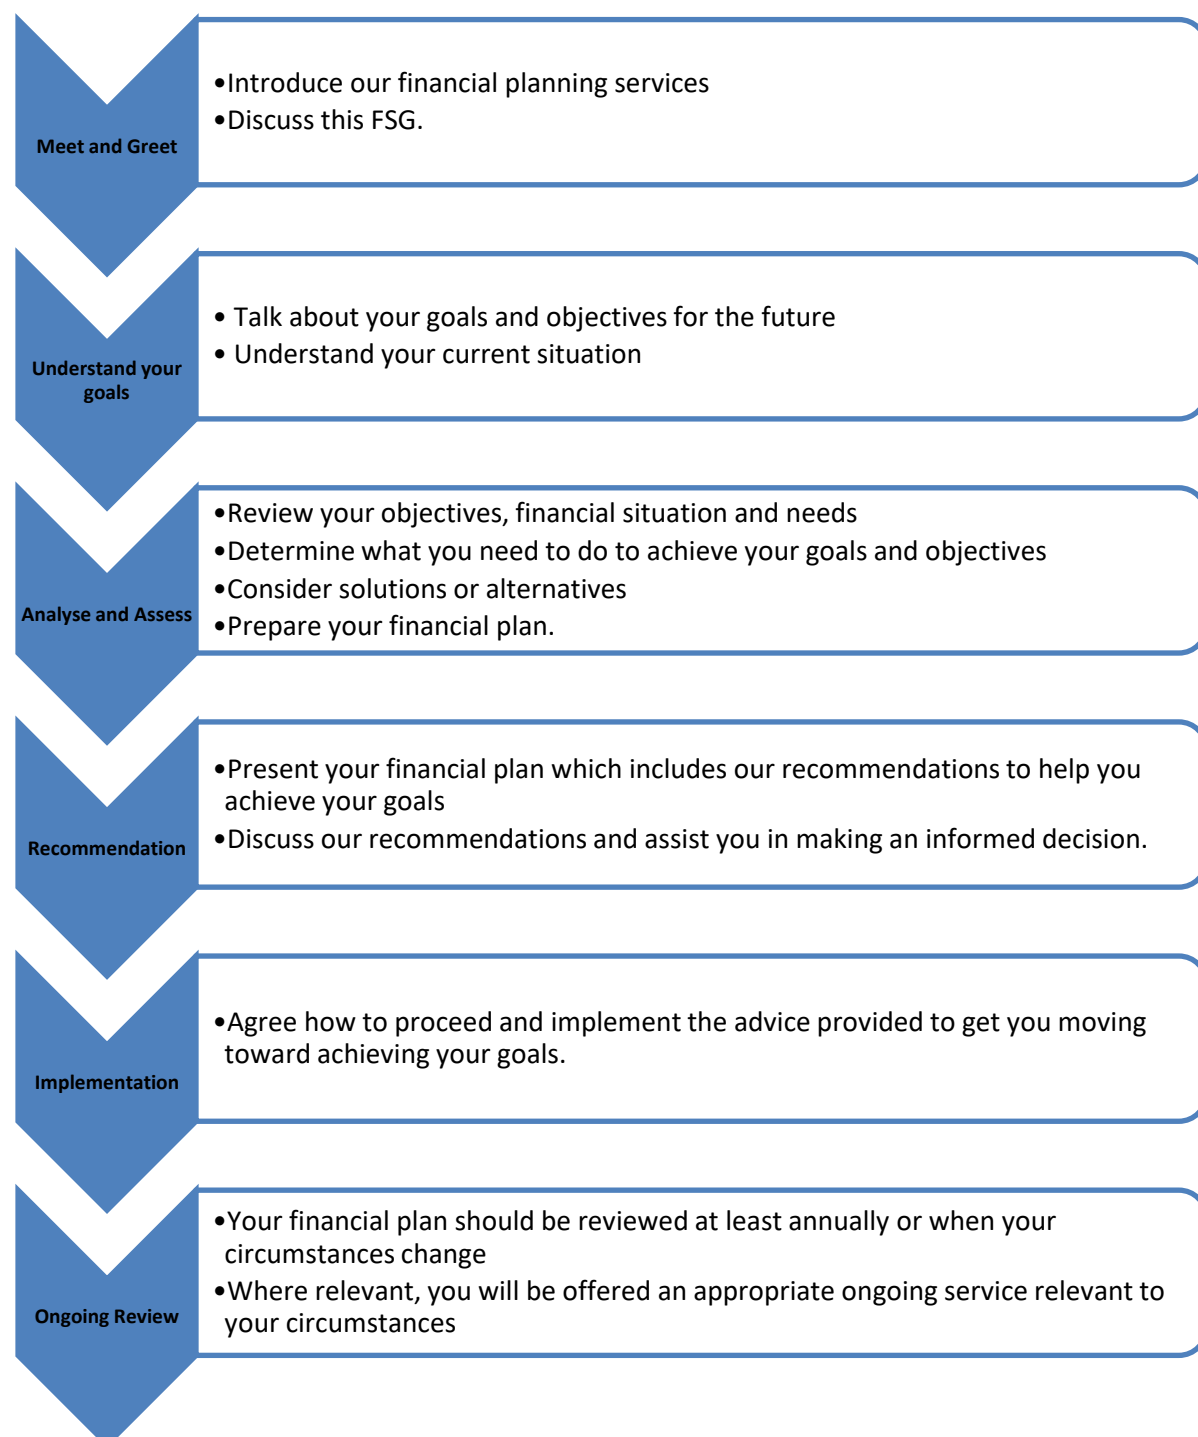 Meet and Greet
•Introduce our financial planning services
•Discuss this FSG.
Understand your
goals
• Talk about your goals and objectives for the future
• Understand your current situation
Analyse and Assess
•Review your objectives, financial situation and needs
•Determine what you need to do to achieve your goals and objectives
•Consider solutions or alternatives
•Prepare your financial plan.
Recommendation
•Present your financial plan which includes our recommendations to help you
achieve your goals
•Discuss our recommendations and assist you in making an informed decision.
Implementation
•Agree how to proceed and implement the advice provided to get you moving
toward achieving your goals.
Ongoing Review
•Your financial plan should be reviewed at least annually or when your
circumstances change
•Where relevant, you will be offered an appropriate ongoing service relevant to
your circumstances